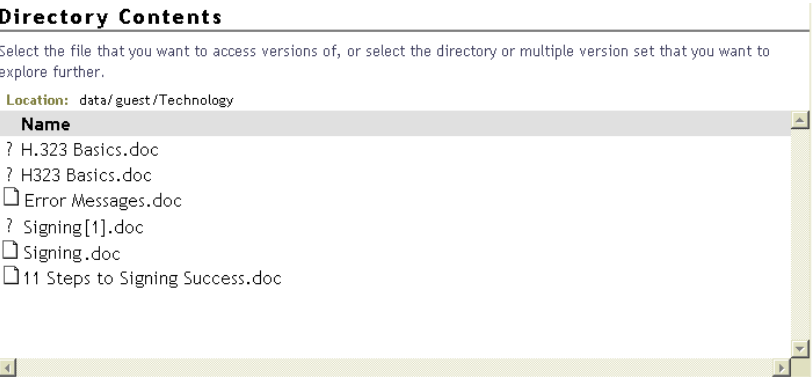 Directory Contents
Select the file that you want to access versions of, or select the directory or multiple version set that you want to
explore further.
Location: data/guest/Technology
Name
? H.323 Basics.doc
? H323 Basics.doc
Error Messages.doc
? Signing[1].doc
Signing.doc
11 Steps to Signing Success.doc